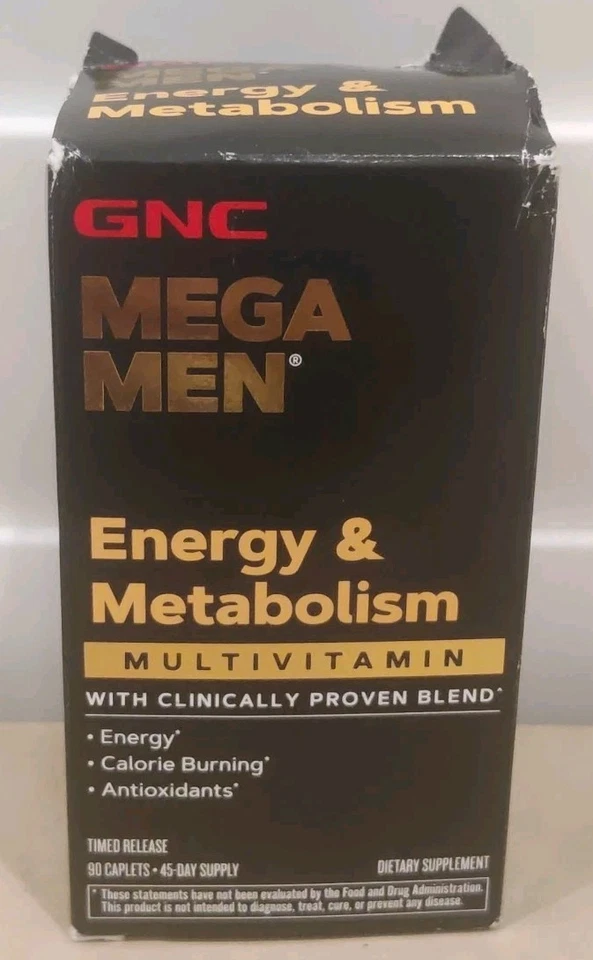 MEGA
MEN®
Energy &
Metabolism
GNC
MEGA
MEN®
Energy &
Metabolism
MULTIVITAMIN
WITH CLINICALLY PROVEN BLEND*
• Energy*
• Calorie Burning*
• Antioxidants*
TIMED RELEASE
90 CAPLETS • 45-DAY SUPPLY
DIETARY SUPPLEMENT
* These statements have not been evaluated by the Food and Drug Administration.
This product is not intended to diagnose, treat, cure, or prevent any disease.